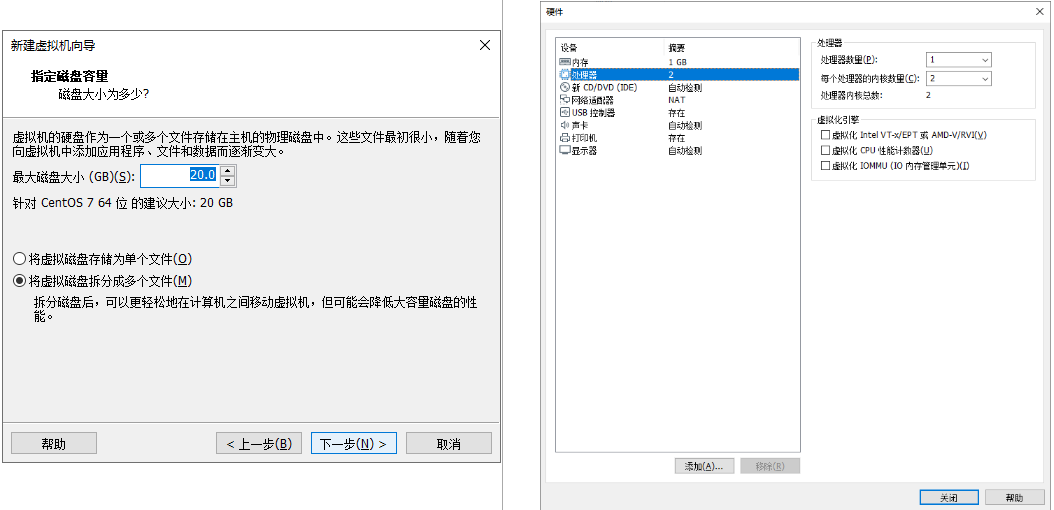 新建虚拟机向导
指定磁盘容量
磁盘大小为多少?
虚拟机的硬盘作为一个或多个文件存储在主机的物理磁盘中。这些文件最初很小，随着您
向虚拟机中添加应用程序、文件和数据而逐渐变大。
最大磁盘大小 (GB)(S): 20.0
针对 CentOS 7 64 位 的建议大小: 20 GB
将虚拟磁盘存储为单个文件(O)
将虚拟磁盘拆分成多个文件(M)
拆分磁盘后，可以更轻松地在计算机之间移动虚拟机，但可能会降低大容量磁盘的性
能。
帮助 < 上一步(B) 下一步(N) > 取消
硬件
设备 摘要
内存 1 GB
处理器 2
新 CD/DVD (IDE) 自动检测
网络适配器 NAT
USB 控制器 存在
声卡 自动检测
打印机 存在
显示器 自动检测
添加(A)... 移除(R)
处理器
处理器数量(P): 1
每个处理器的内核数量(C): 2
处理器内核总数: 2
虚拟化引擎
虚拟化 Intel VT-x/EPT 或 AMD-V/RVI(V)
虚拟化 CPU 性能计数器(U)
虚拟化 IOMMU (IO 内存管理单元)(I)
关闭 帮助